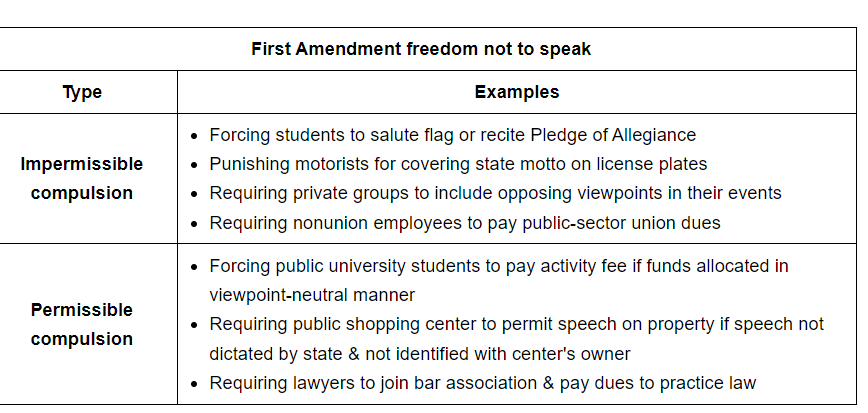 First Amendment freedom not to speak
Type
Examples
Impermissible
compulsion
• Forcing students to salute flag or recite Pledge of Allegiance
• Punishing motorists for covering state motto on license plates
• Requiring private groups to include opposing viewpoints in their events
• Requiring nonunion employees to pay public-sector union dues
Permissible
compulsion
• Forcing public university students to pay activity fee if funds allocated in
viewpoint-neutral manner
• Requiring public shopping center to permit speech on property if speech not
dictated by state & not identified with center's owner
• Requiring lawyers to join bar association & pay dues to practice law